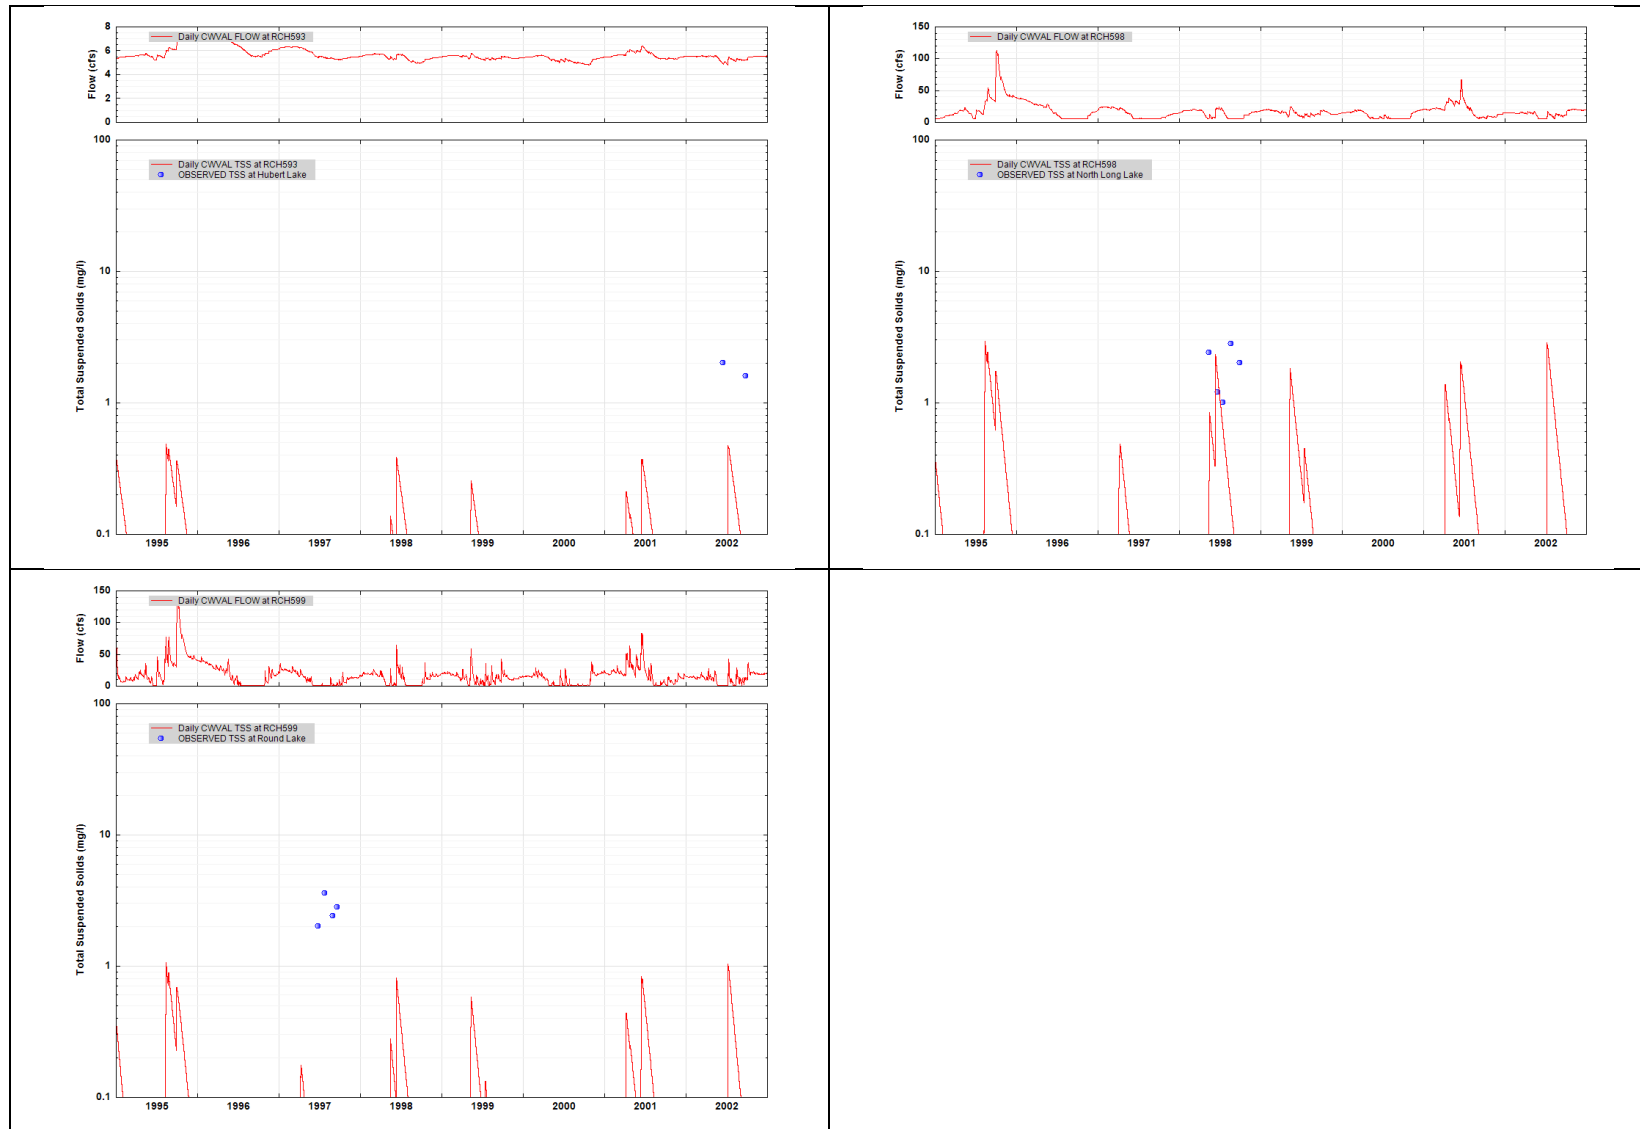 Daily CWVAL FLOW at RCH593
Flow (cfs)
8
6
4
2
0
Daily CWVAL TSS at RCH593
OBSERVED TSS at Hubert Lake
Total Suspended Solids (mg/l)
100
10
1
0.1
1995 1996 1997 1998 1999 2000 2001 2002
Daily CWVAL FLOW at RCH598
Flow (cfs)
150
100
50
0
Daily CWVAL TSS at RCH598
OBSERVED TSS at North Long Lake
Total Suspended Solids (mg/l)
100
10
1
0.1
1995 1996 1997 1998 1999 2000 2001 2002
Daily CWVAL FLOW at RCH599
Flow (cfs)
150
100
50
0
Daily CWVAL TSS at RCH599
OBSERVED TSS at Round Lake
Total Suspended Solids (mg/l)
100
10
1
0.1
1995 1996 1997 1998 1999 2000 2001 2002